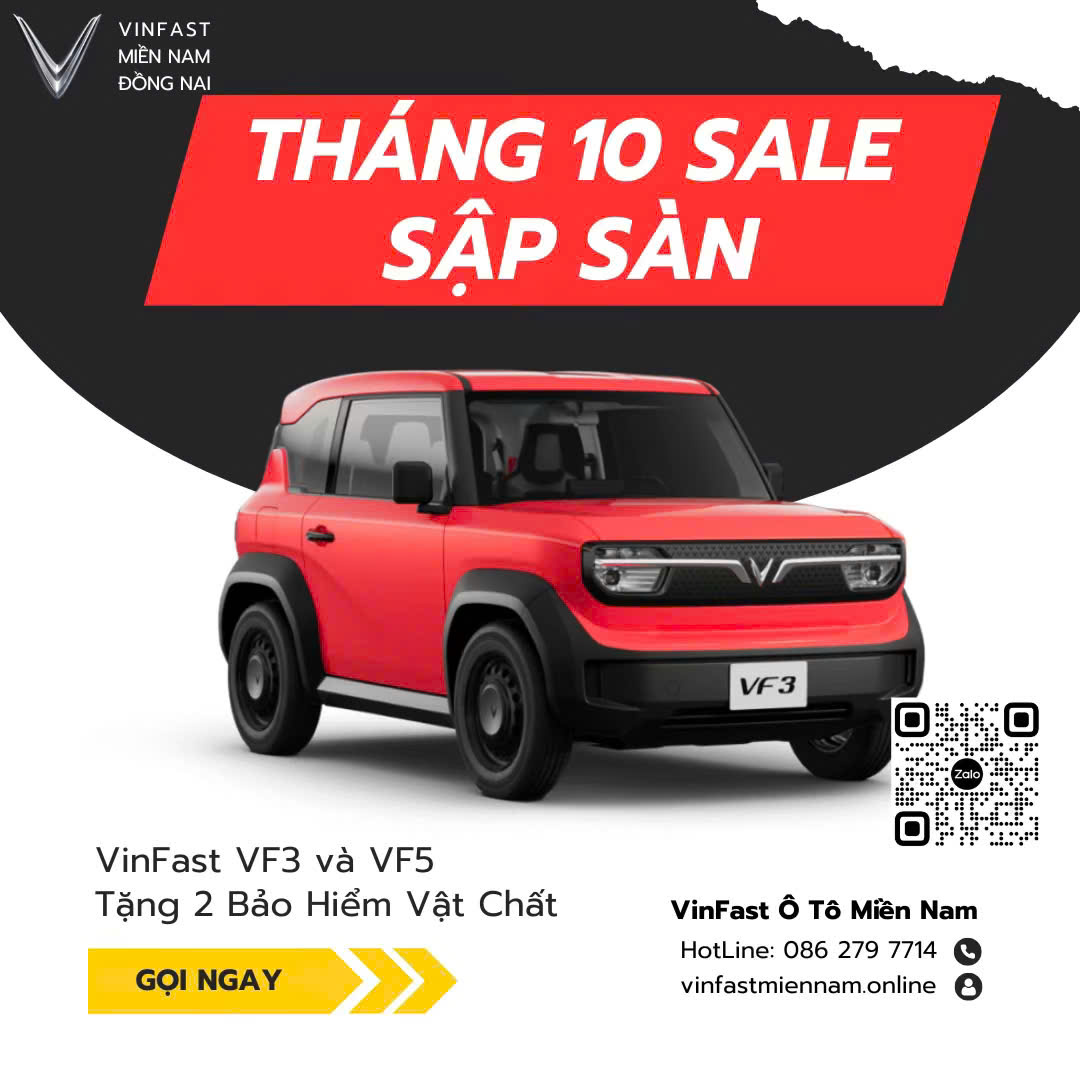 VINFAST
MIỀN NAM
ĐỒNG NAI
THÁNG 10 SALE
SẬP SÀN
VF3
Zalo
VinFast VF3 và VF5
Tặng 2 Bảo Hiểm Vật Chất
GỌI NGAY
VinFast Ô Tô Miền Nam
HotLine: 086 279 7714
vinfastmiennam.online